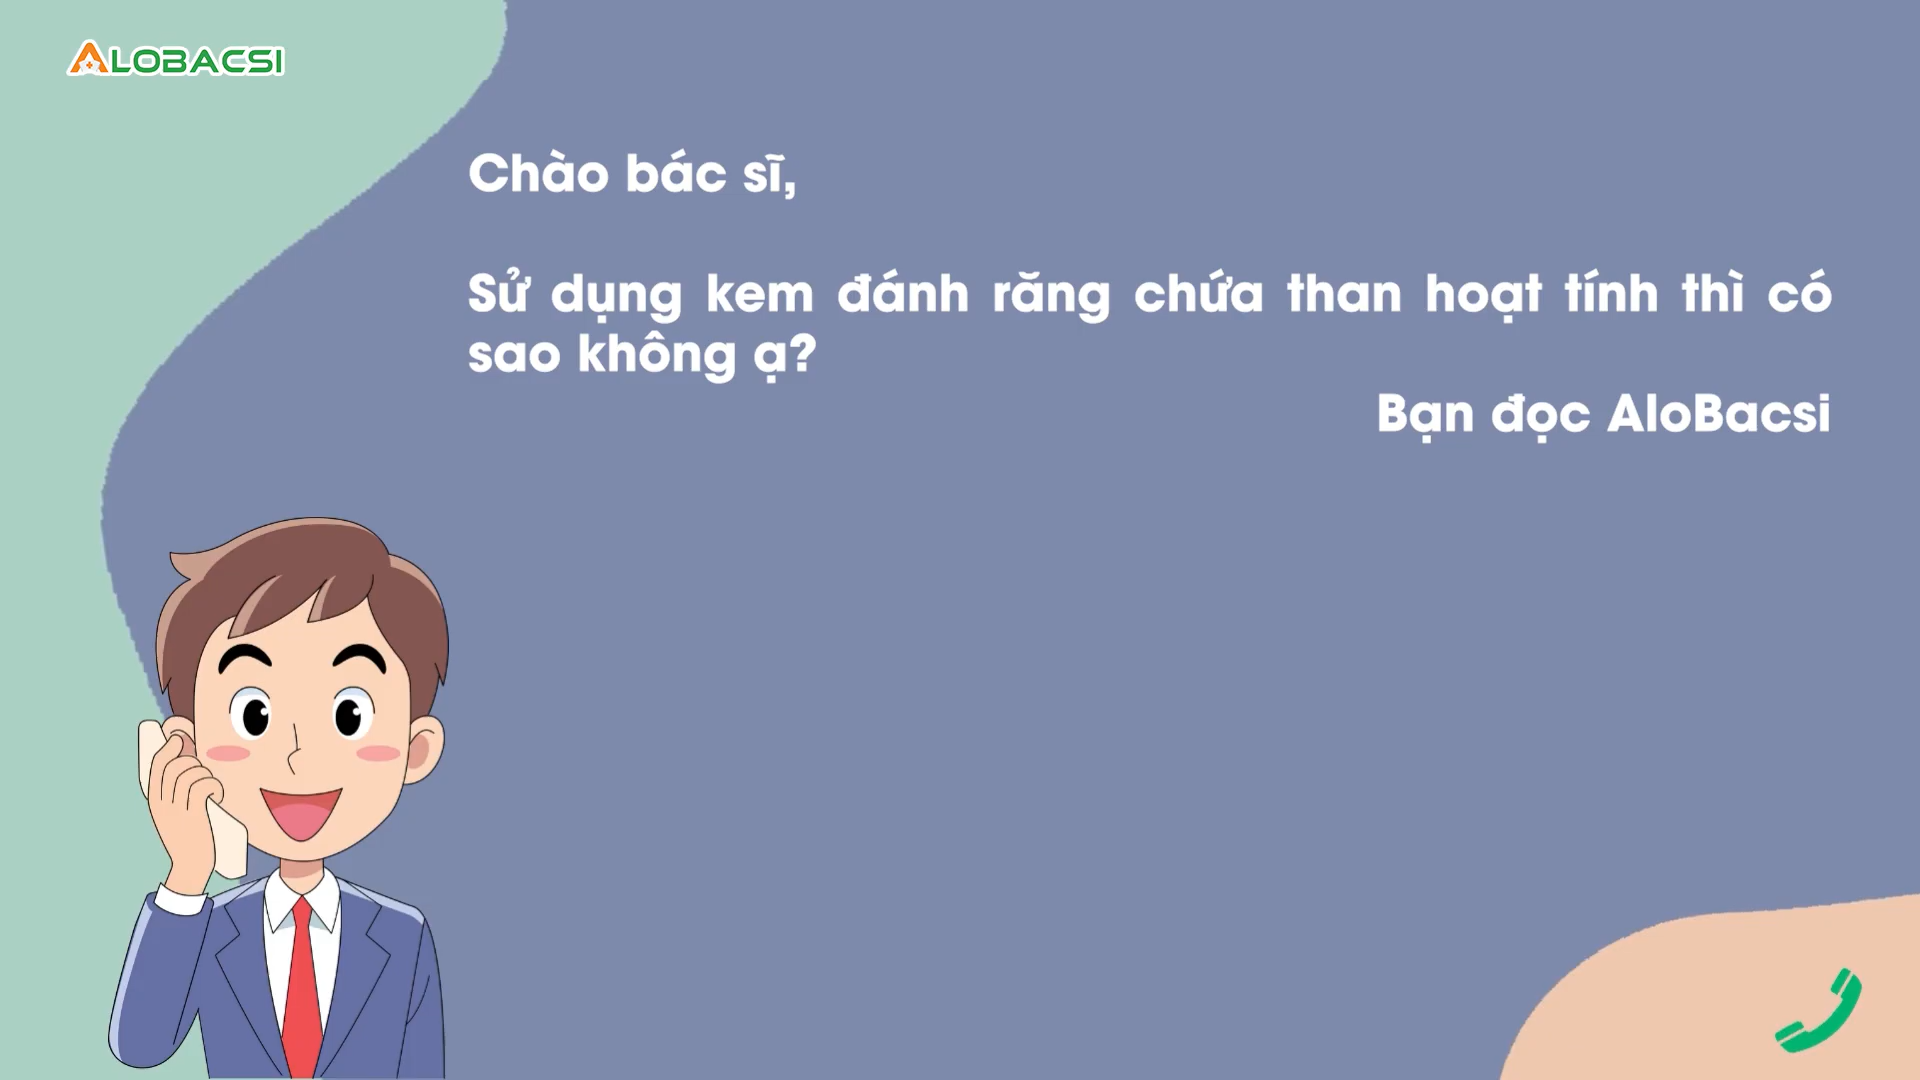 ALOBACSI
Chào bác sĩ,
Sử dụng kem đánh răng chứa than hoạt tính thì có
sao không ạ?
Bạn đọc AloBacsi